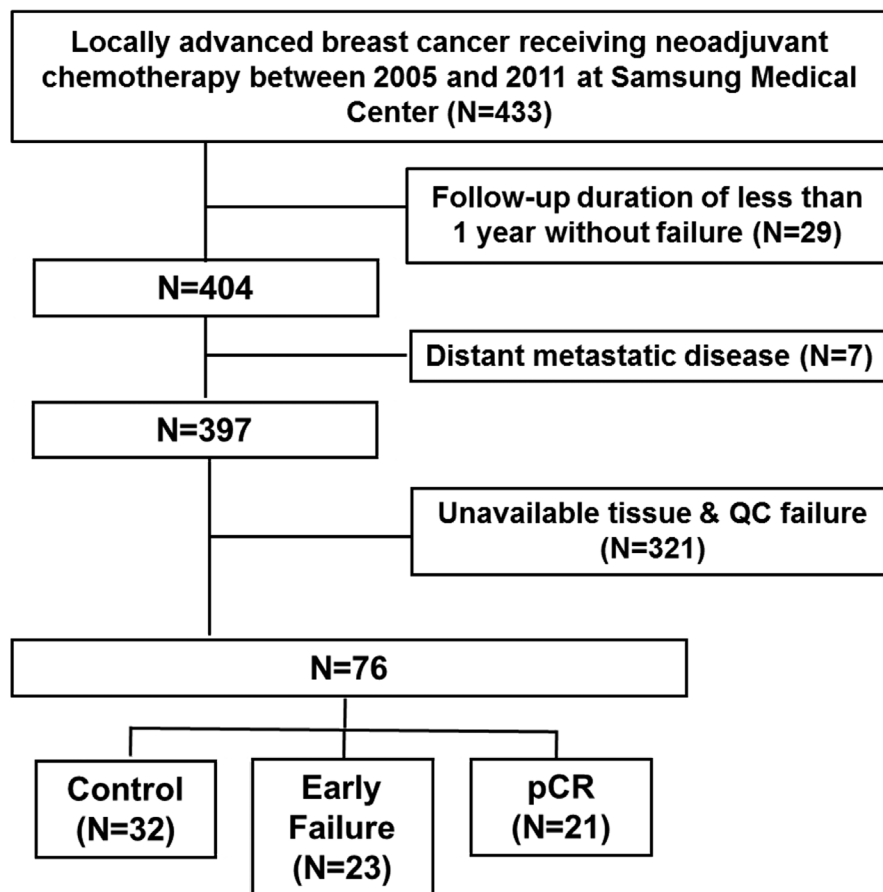 Locally advanced breast cancer receiving neoadjuvant
chemotherapy between 2005 and 2011 at Samsung Medical
Center (N=433)
Follow-up duration of less than
1 year without failure (N=29)
N=404
Distant metastatic disease (N=7)
N=397
Unavailable tissue & QC failure
(N=321)
N=76
Control
(N=32)
Early
Failure
(N=23)
pCR
(N=21)